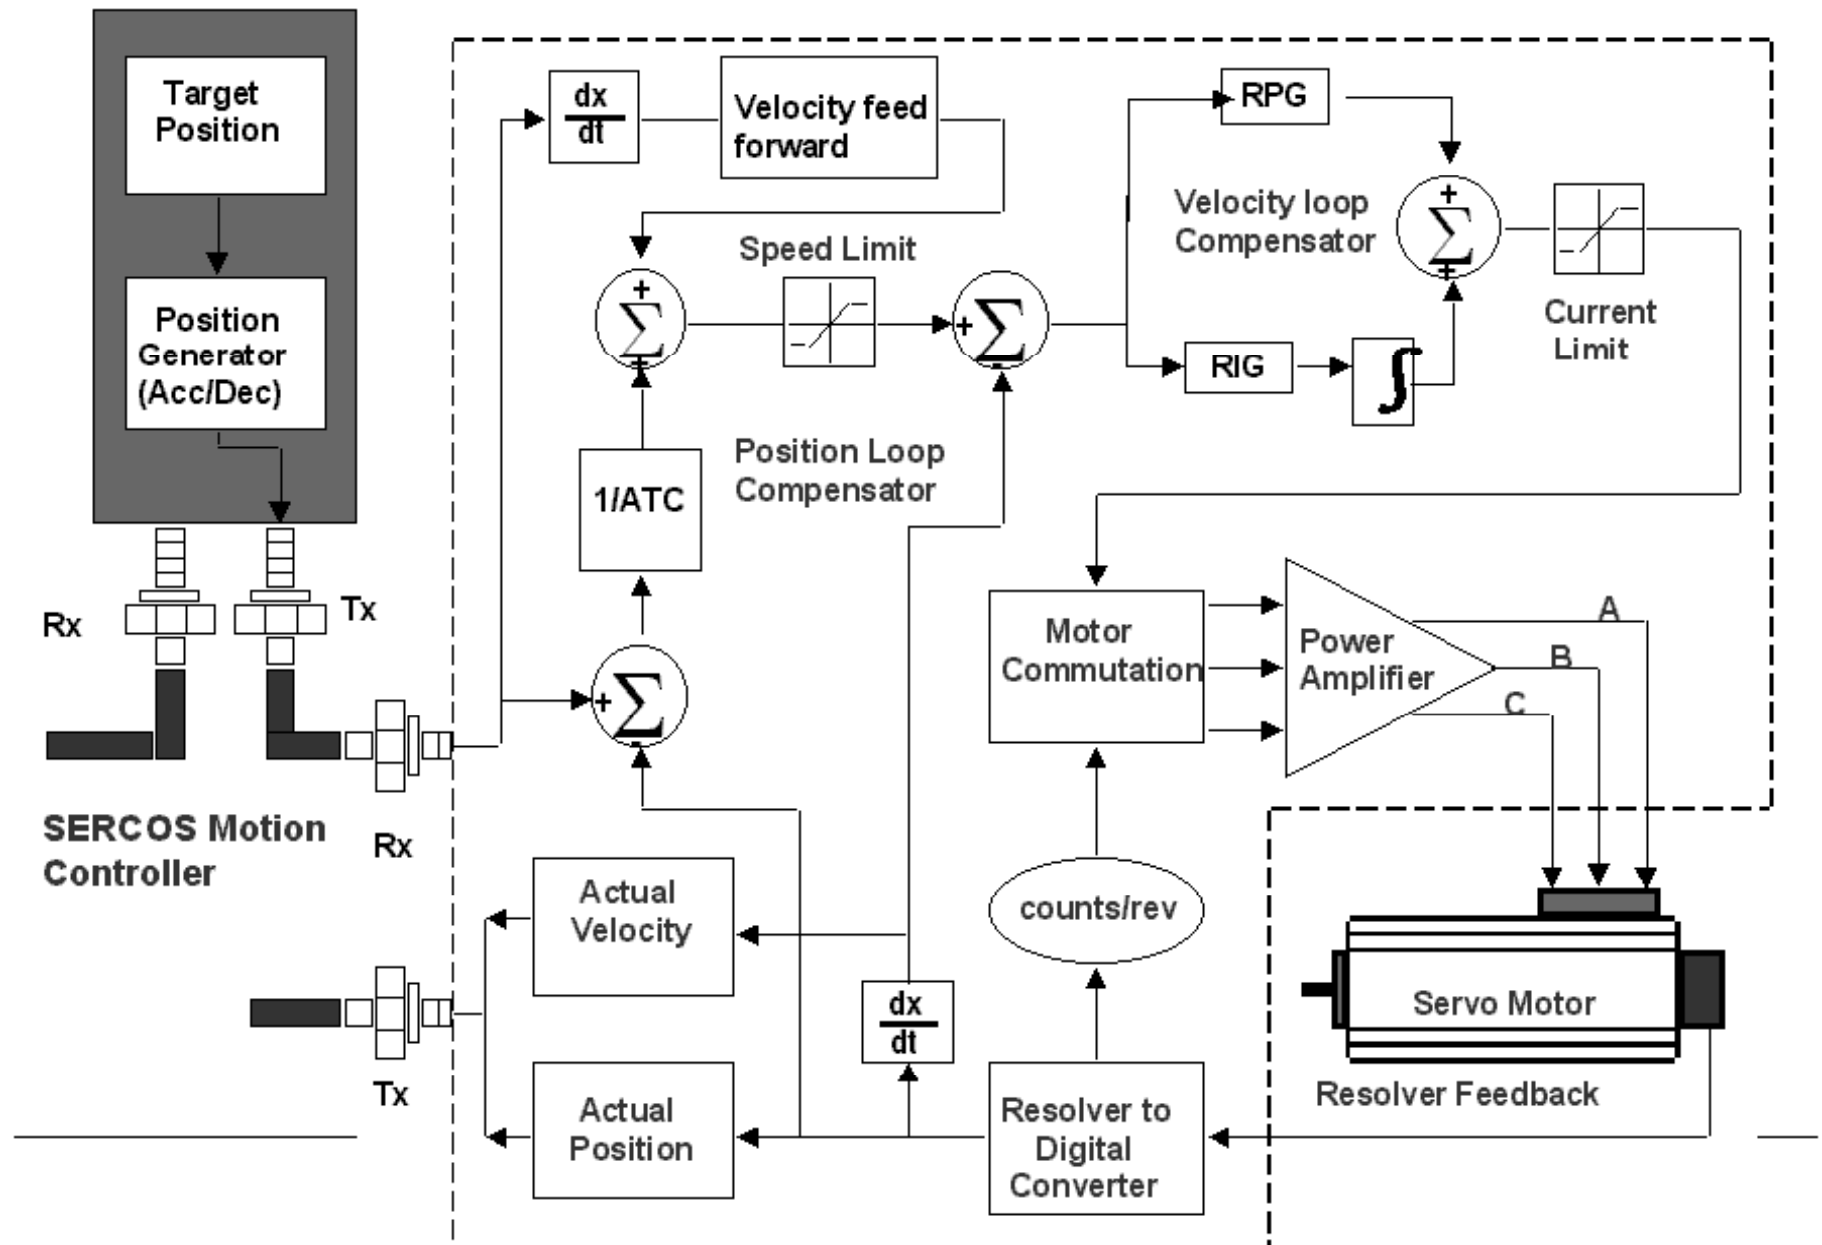 Target
Position
Position
Generator
(Acc/Dec)
Rx
Tx
SERCOS Motion
Controller
Rx
Tx
dx
dt
Velocity feed
forward
+
Σ
+
Speed Limit
+
Σ
-
1/ATC
Position Loop
Compensator
+
Σ
-
RPG
Velocity loop
Compensator
+
Σ
+
RIG
∫
Current
Limit
Motor
Commutation
Power
Amplifier
A
B
C
Actual
Velocity
counts/rev
dx
dt
Servo Motor
Actual
Position
Resolver to
Digital
Converter
Resolver Feedback